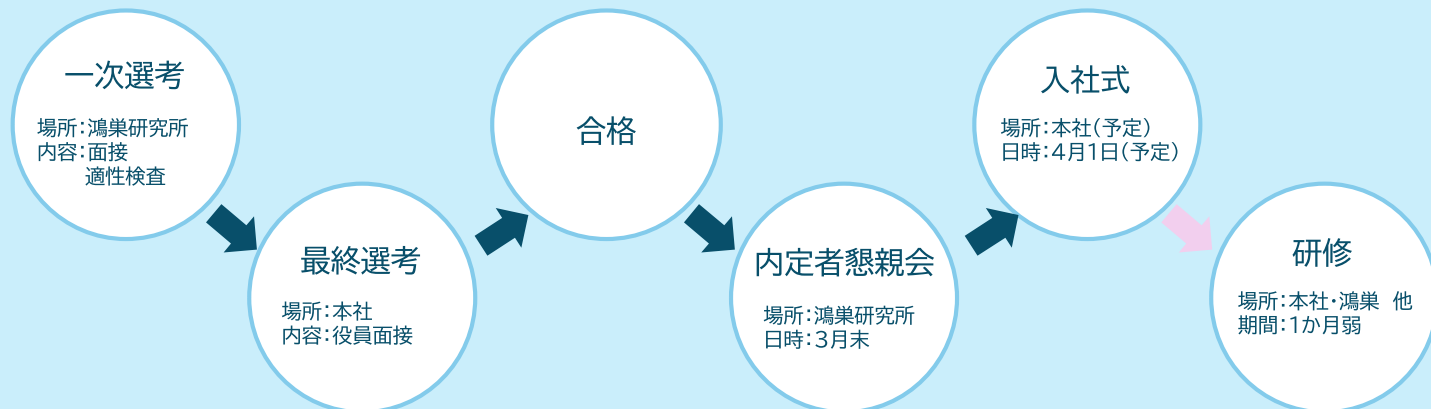 一次選考
場所：鴻巣研究所
内容：面接
適性検査
最終選考
場所：本社
内容：役員面接
合格
内定者懇親会
場所：鴻巣研究所
日時：3月末
入社式
場所：本社（予定）
日時：4月1日（予定）
研修
場所：本社・鴻巣 他
期間：1か月弱